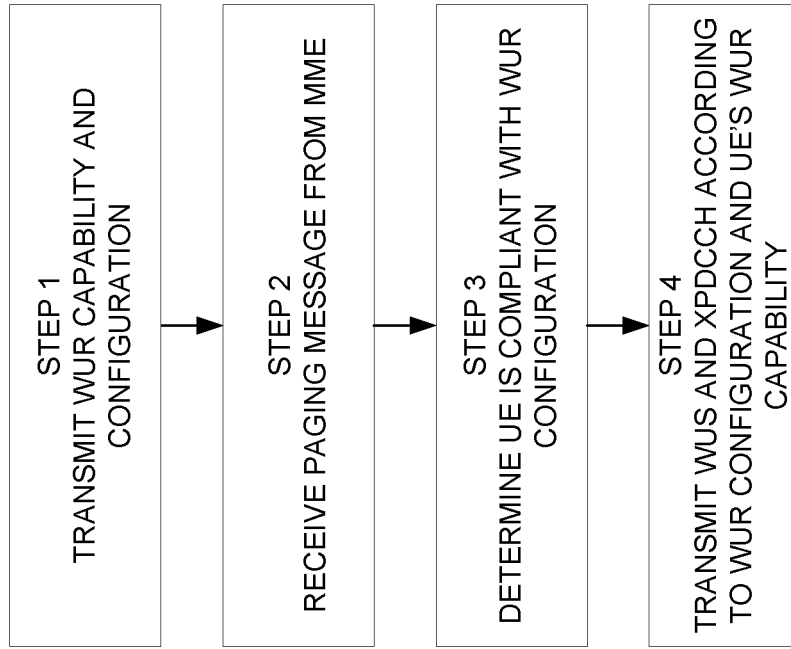 STEP 1
TRANSMIT WUR CAPABILITY AND
CONFIGURATION
STEP 2
RECEIVE PAGING MESSAGE FROM MME
STEP 3
DETERMINE UE IS COMPLIANT WITH WUR
CONFIGURATION
STEP 4
TRANSMIT WUS AND XPDCCH ACCORDING
TO WUR CONFIGURATION AND UE'S WUR
CAPABILITY